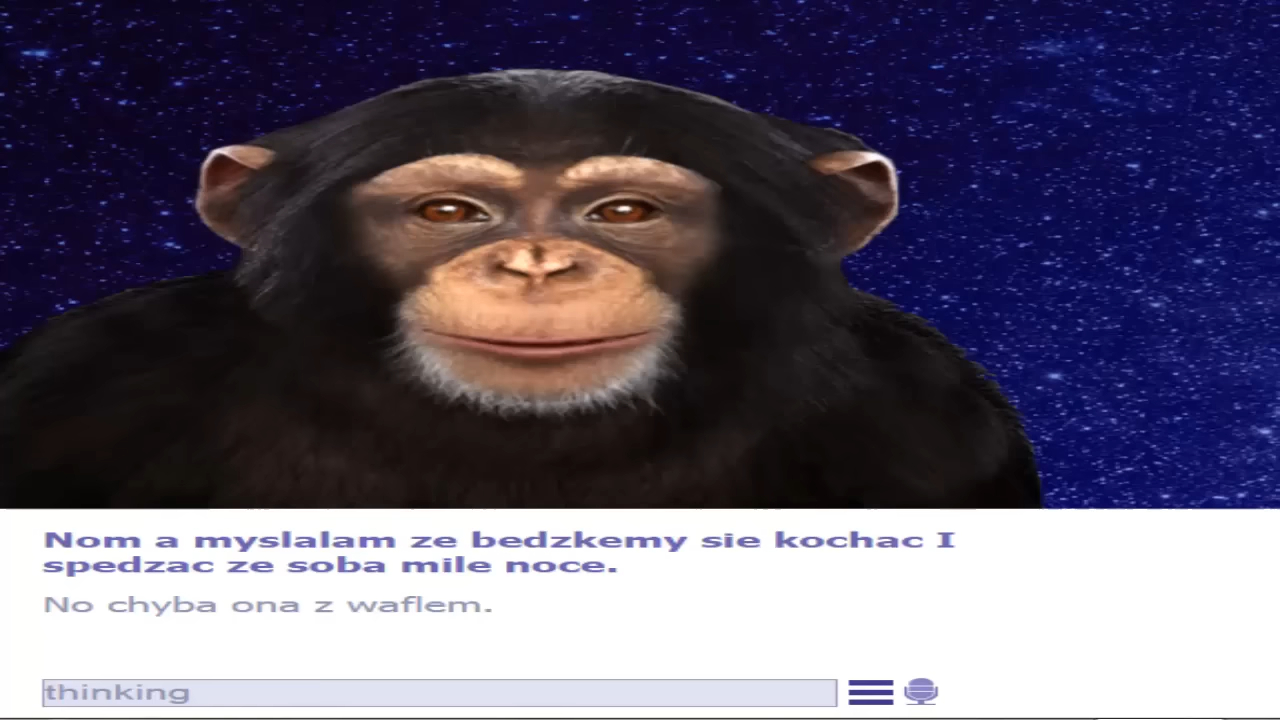 Nom a myslalam ze bedzkemy sie kochac I
spedzac ze soba mile noce.
No chyba ona z waflem.
thinking